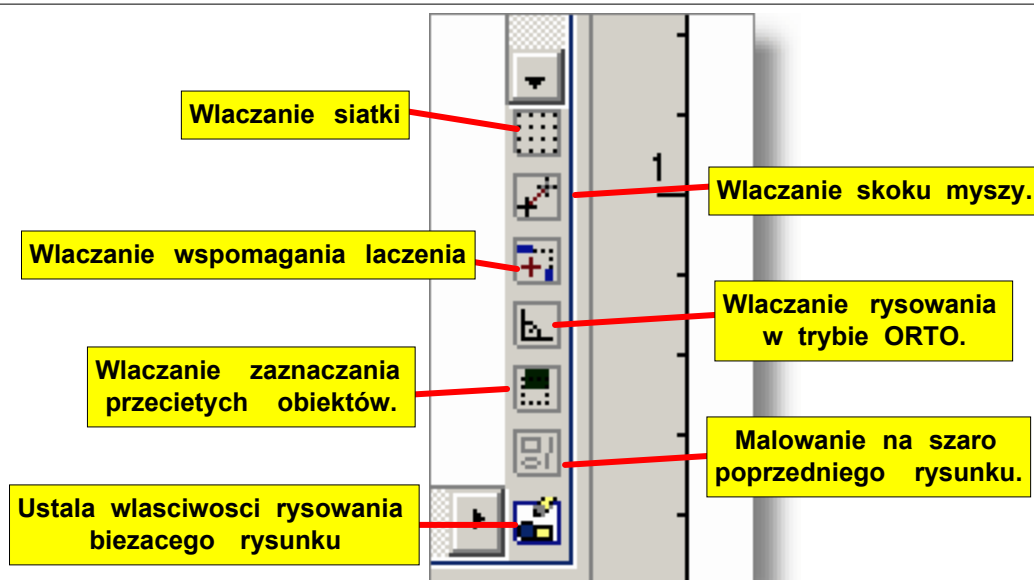 Wlaczanie siatki
1
Wlaczanie skoku myszy.
Wlaczanie wspomagania laczenia
Wlaczanie rysowania
w trybie ORTO.
Wlaczanie zaznaczania
przecietych obiektów.
Malowanie na szaro
poprzedniego rysunku.
Ustala wlasciwosci rysowania
biezacego rysunku